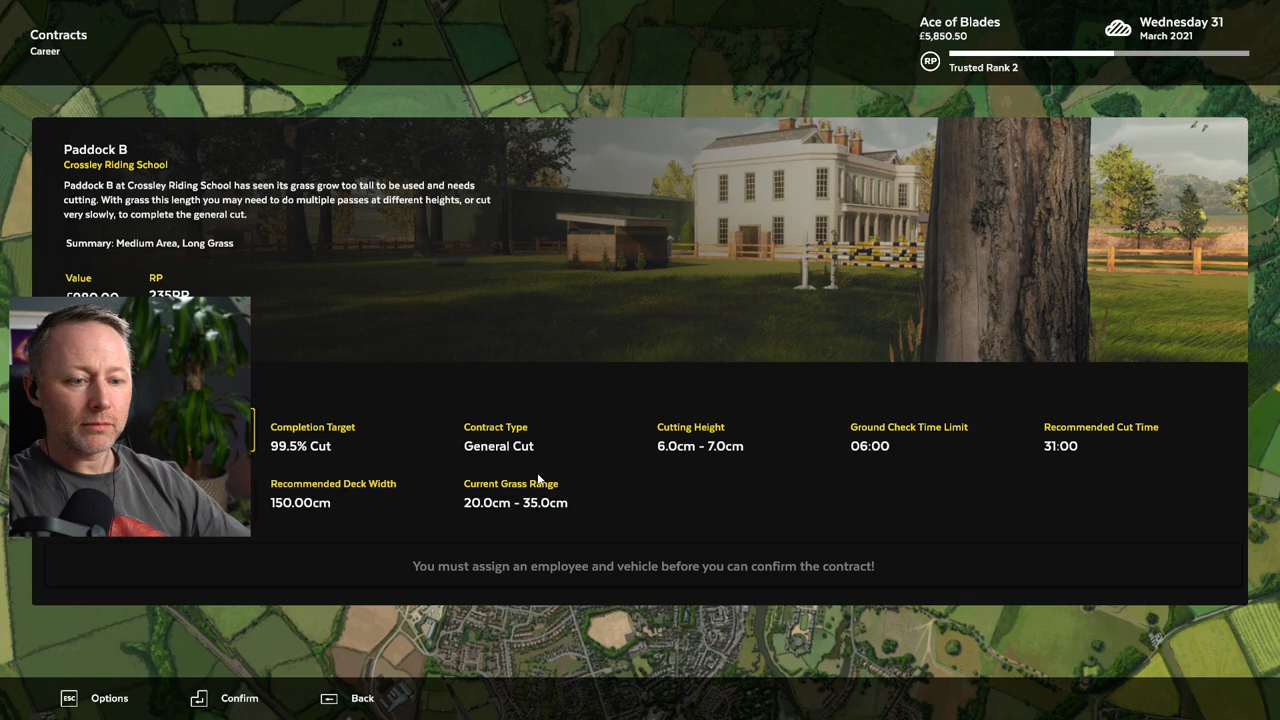 Contracts
Career
Ace of Blades
£5,850.50
Wednesday 31
March 2021
RP
Trusted Rank 2
Paddock B
Crossley Riding School
Paddock B at Crossley Riding School has seen its grass grow too tall to be used and needs
cutting. With grass this length you may need to do multiple passes at different heights, or cut
very slowly, to complete the general cut.
Summary: Medium Area, Long Grass
Value RP
235RP
Completion Target
99.5% Cut
Contract Type
General Cut
Cutting Height
6.0cm - 7.0cm
Ground Check Time Limit
06:00
Recommended Cut Time
31:00
Recommended Deck Width
150.00cm
Current Grass Range
20.0cm - 35.0cm
You must assign an employee and vehicle before you can confirm the contract!
ESC Options
Confirm
Back